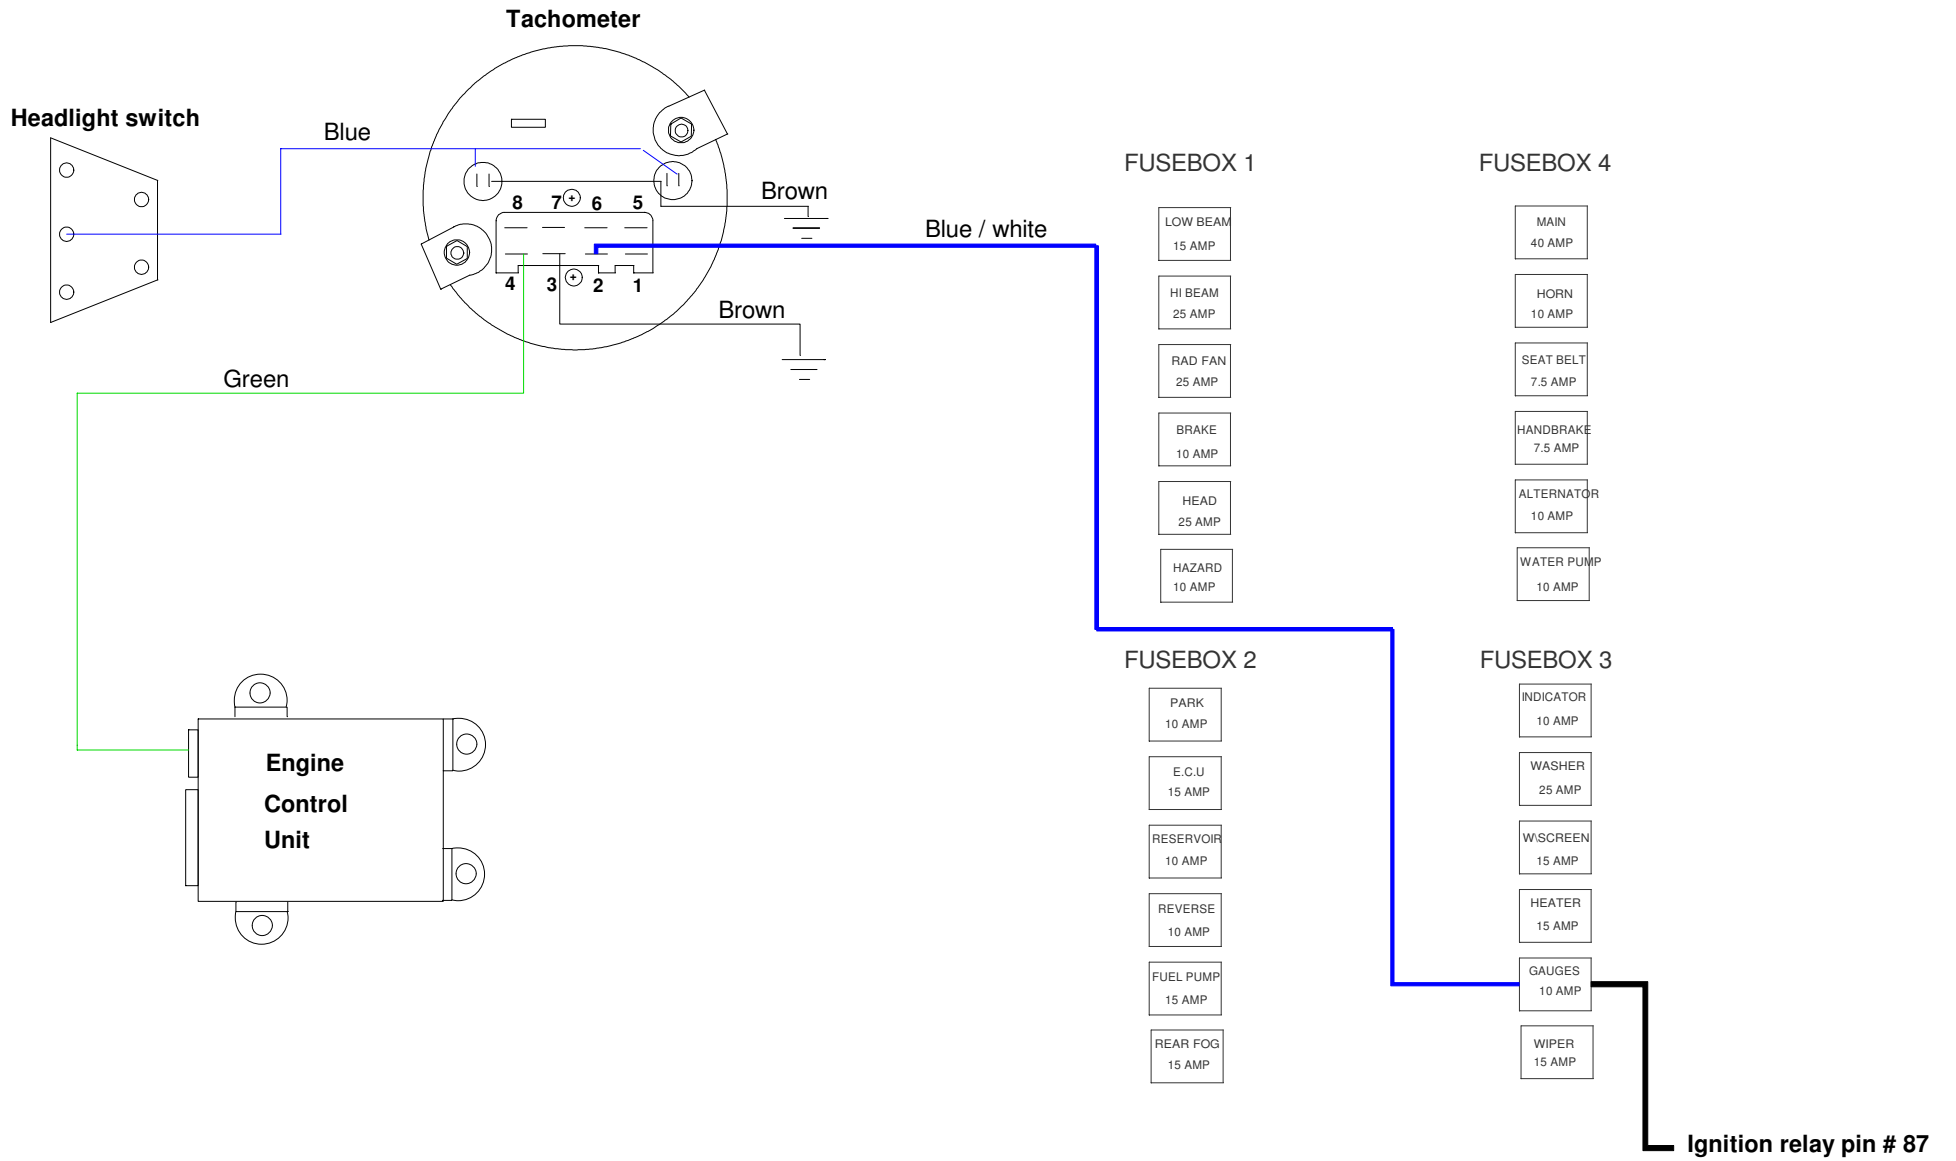 Tachometer
Headlight switch
Blue
8 7 6 5
4 3 2 1
Brown
Blue / white
Brown
Green
Engine
Control
Unit
FUSEBOX 1
LOW BEAM
15 AMP
HI BEAM
25 AMP
RAD FAN
25 AMP
BRAKE
10 AMP
HEAD
25 AMP
HAZARD
10 AMP
FUSEBOX 4
MAIN
40 AMP
HORN
10 AMP
SEAT BELT
7.5 AMP
HANDBRAKE
7.5 AMP
ALTERNATOR
10 AMP
WATER PUMP
10 AMP
FUSEBOX 2
PARK
10 AMP
E.C.U
15 AMP
RESERVOIR
10 AMP
REVERSE
10 AMP
FUEL PUMP
15 AMP
REAR FOG
15 AMP
FUSEBOX 3
INDICATOR
10 AMP
WASHER
25 AMP
W\SCREEN
15 AMP
HEATER
15 AMP
GAUGES
10 AMP
WIPER
15 AMP
Ignition relay pin # 87